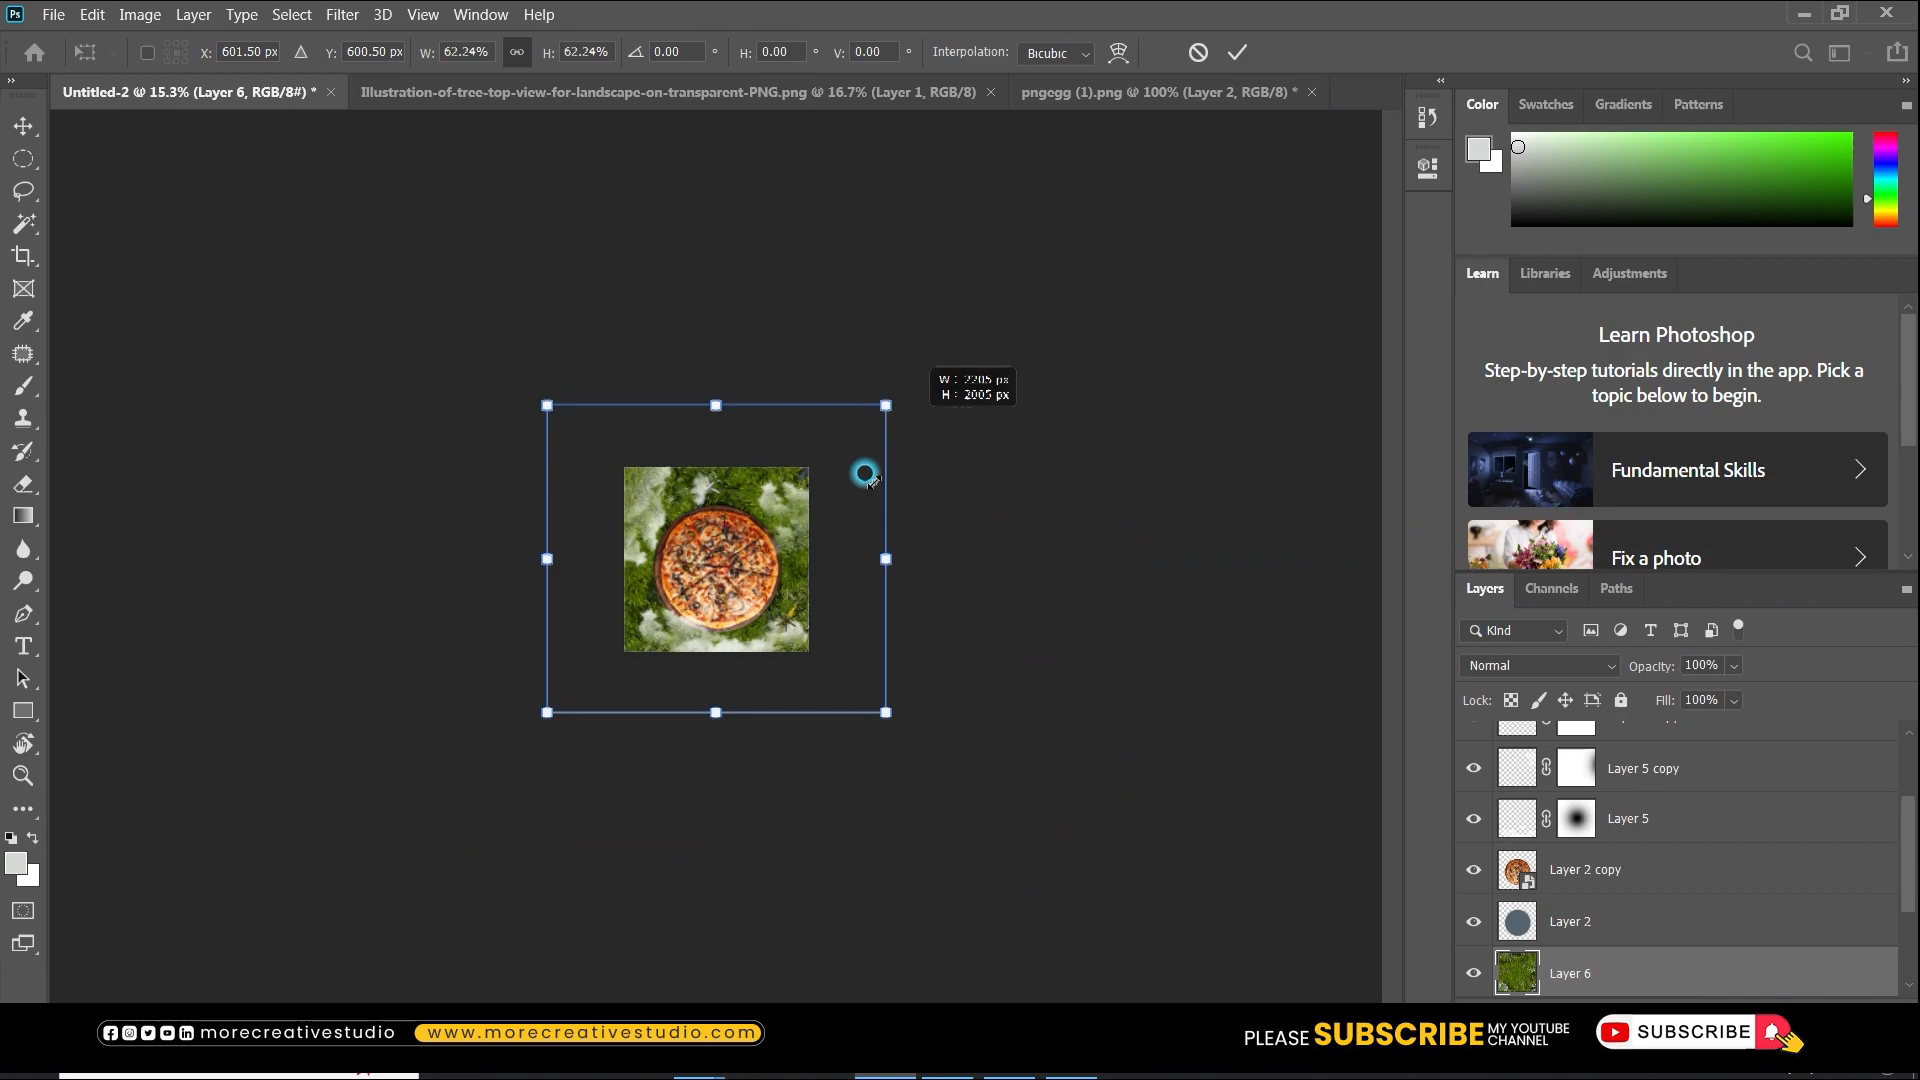 Ps File Edit Image Layer Type Select Filter 3D View Window Help
X: 601.50 px Y: 600.50 px W: 62.24% H: 62.24% 0.00 ° H: 0.00 ° V: 0.00 ° Interpolation: Bicubic
Untitled-2 @ 15.3% (Layer 6, RGB/8#) * × Illustration-of-tree-top-view-for-landscape-on-transparent-PNG.png @ 16.7% (Layer 1, RGB/8) × pngegg (1).png @ 100% (Layer 2, RGB/8) * ×
Color Swatches Gradients Patterns
Learn Libraries Adjustments
Learn Photoshop
Step-by-step tutorials directly in the app. Pick a
topic below to begin.
W : 2205 px
H : 2005 px
Fundamental Skills
Fix a photo
Layers Channels Paths
Kind
Normal Opacity: 100%
Lock: Fill: 100%
Layer 5 copy
Layer 5
Layer 2 copy
Layer 2
Layer 6
morecreativestudio www.morecreativestudio.com
PLEASE SUBSCRIBE MY YOUTUBE CHANNEL SUBSCRIBE